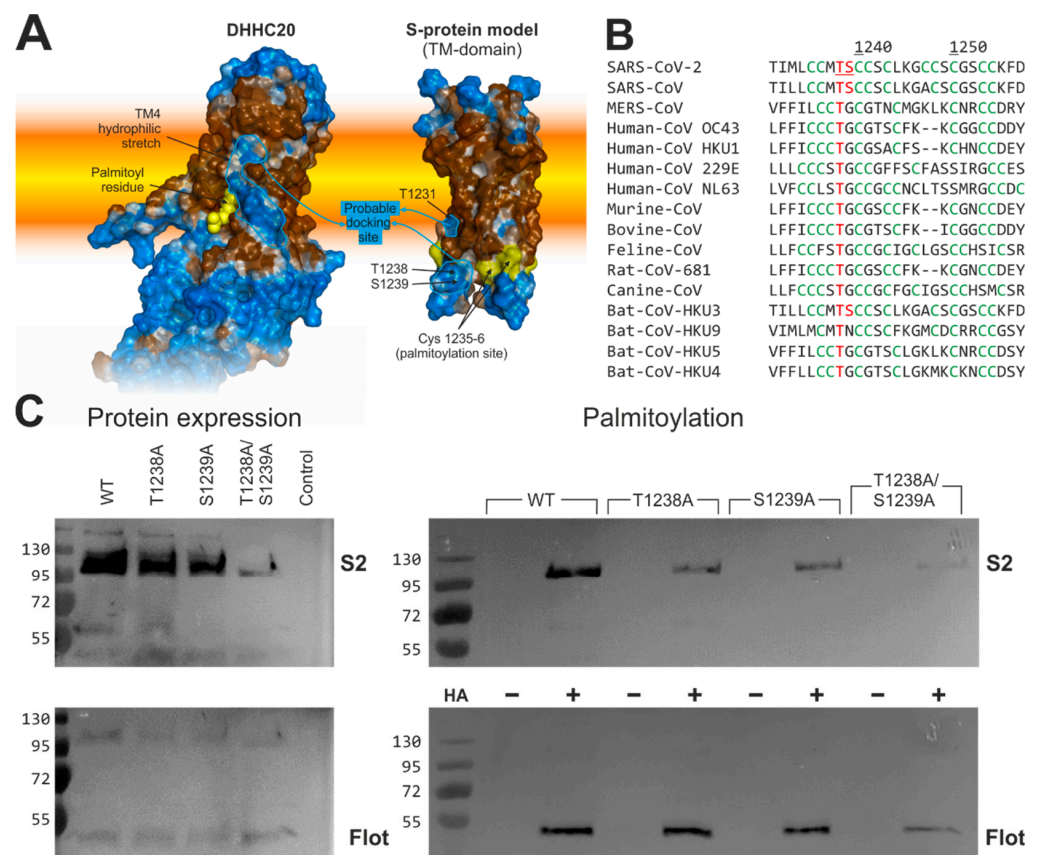 A
DHHC20
S-protein model
(TM-domain)
TM4
hydrophilic
stretch
Palmitoyl
residue
T1231
Probable
docking
site
T1238
S1239
Cys 1235-6
(palmitoylation site)
B
1240 1250
SARS-CoV-2 TIMLCCMTSCCSCLKGCCSCGSCCKFD
SARS-CoV TILLCCMTSCCSCLKGACSCGSCCKFD
MERS-CoV VFFILCCTGCGTNCMGKLKCNRCCDRY
Human-CoV OC43 LFFICCCTGCGTSCFK--KCGGCCDDY
Human-CoV HKU1 LFFICCCTGCGSACFS--KCHNCCDEY
Human-CoV 229E LLLCCCSTGCCGFFSCFASSIRGCCES
Human-CoV NL63 LVFCCLSTGCCGCCNCLTSSMRGCCDC
Murine-CoV LFFICCCTGCGSCCFK--KCGNCCDEY
Bovine-CoV LFFICCCTGCGTSCFK--KICGGCCDDY
Feline-CoV LLFCCFSTGCCGCIGCLGSCCHSICSR
Rat-CoV-681 LFFICCCTGCGSCCFK--KCGNCCDEY
Canine-CoV LLFCCCSTGCCGCFGCIGSCCHSMCSR
Bat-CoV-HKU3 TILLCCMTSCCSCLKGACSCGSCCKFD
Bat-CoV-HKU9 VIMLMCMTNCCSCFKGMCDCRRCCGSY
Bat-CoV-HKU5 VFFILCCTGCGTSCLGKLKCNRCCDSY
Bat-CoV-HKU4 VFFLLCCTGCGTSCLGKMKCKNCCDSY
C
Protein expression
WT
T1238A
S1239A
T1238A/
S1239A
Control
130
95
72
55
S2
130
95
72
55
Flot
Palmitoylation
WT
T1238A
S1239A
T1238A/
S1239A
130
95
72
55
S2
HA − + − + − + − +
130
95
72
55
Flot